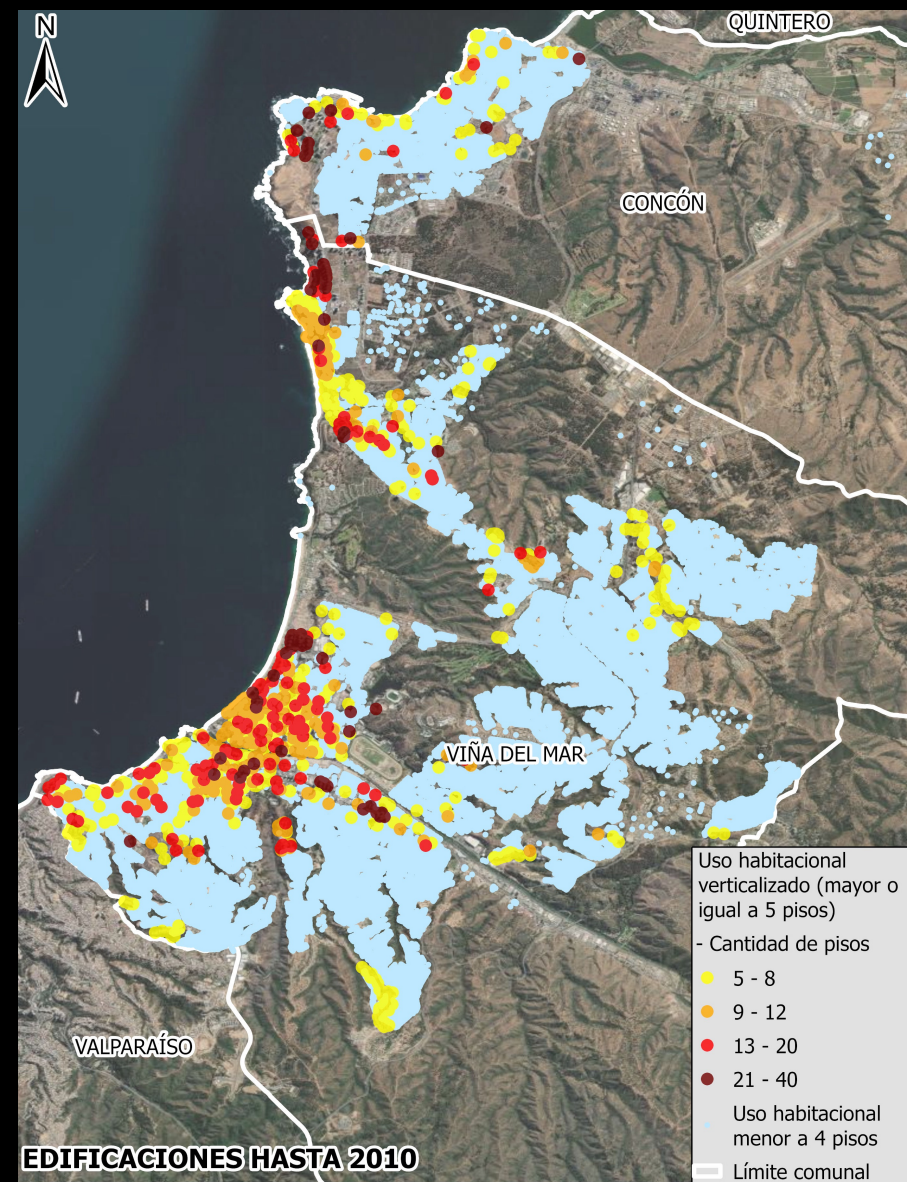 N
QUINTERO
CONCÓN
VIÑA DEL MAR
VALPARAÍSO
Uso habitacional
verticalizado (mayor o
igual a 5 pisos)
- Cantidad de pisos
5 - 8
9 - 12
13 - 20
21 - 40
Uso habitacional
menor a 4 pisos
Límite comunal
EDIFICACIONES HASTA 2010